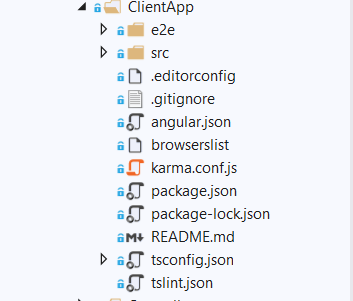 ClientApp
e2e
src
.editorconfig
.gitignore
angular.json
browserslist
karma.conf.js
package.json
package-lock.json
README.md
tsconfig.json
tslint.json